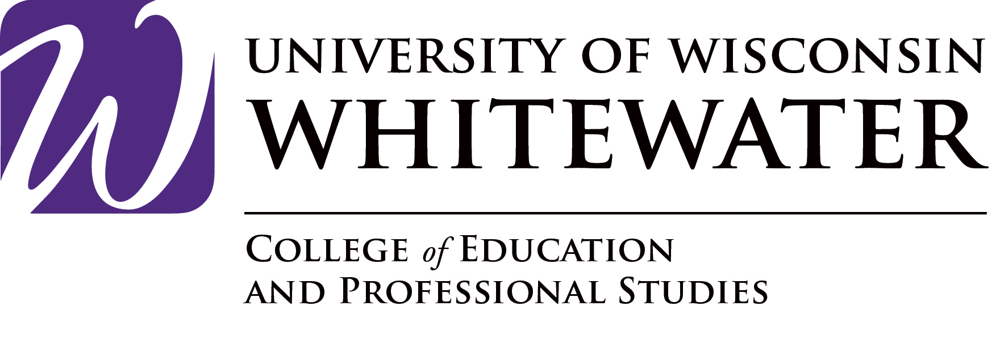 UNIVERSITY OF WISCONSIN
WHITEWATER
COLLEGE of EDUCATION
AND PROFESSIONAL STUDIES